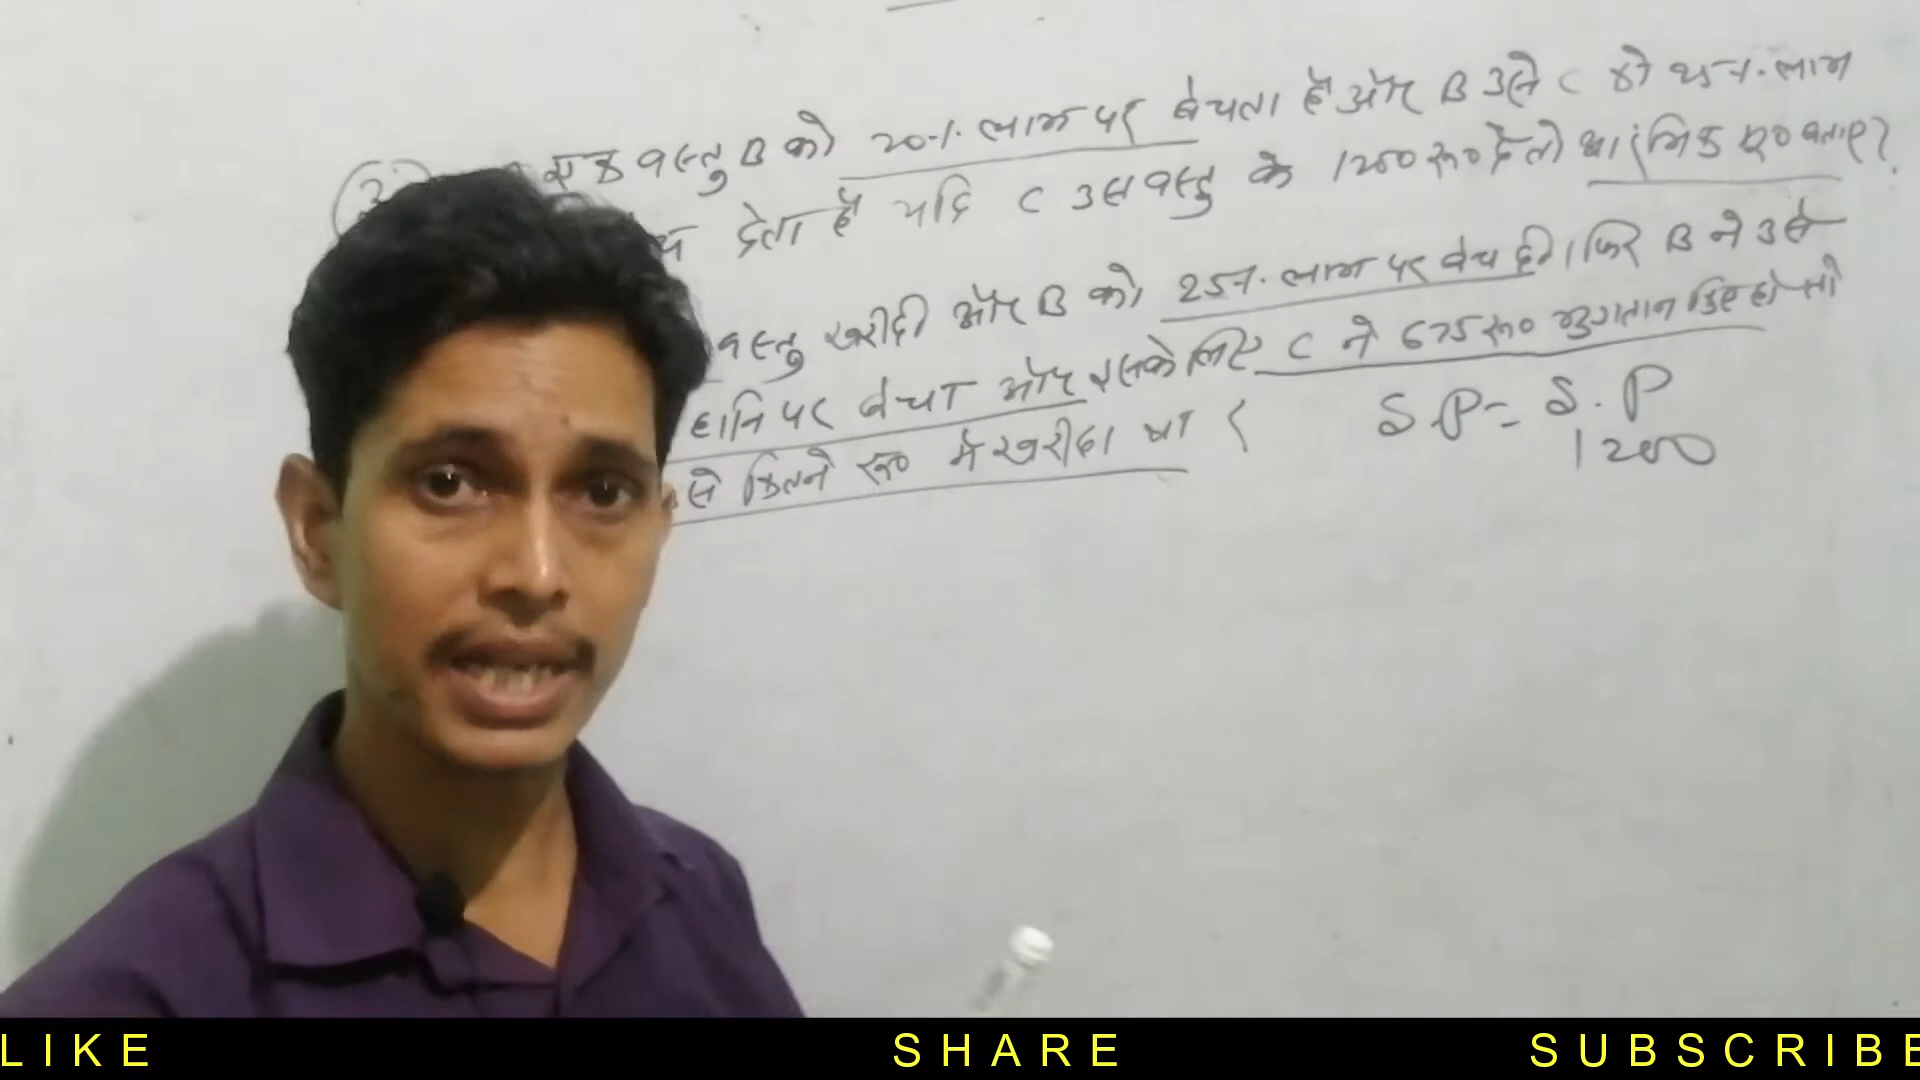 एक वस्तु B को 20% लाभ पर बेचता है और B उसे C को 25% लाभ
देता है यदि C उस वस्तु के 1200 रू० दे तो आरंभिक मू० बताए?
वस्तु खरीदी और B को 25% लाभ पर बेच दी। फिर B ने उसे
हानि पर बेचा और इसके लिए C ने 675 रू० भुगतान किए हो तो
से कितने रू० में खरीदा था
S.P = S.P
1200
LIKE SHARE SUBSCRIBE